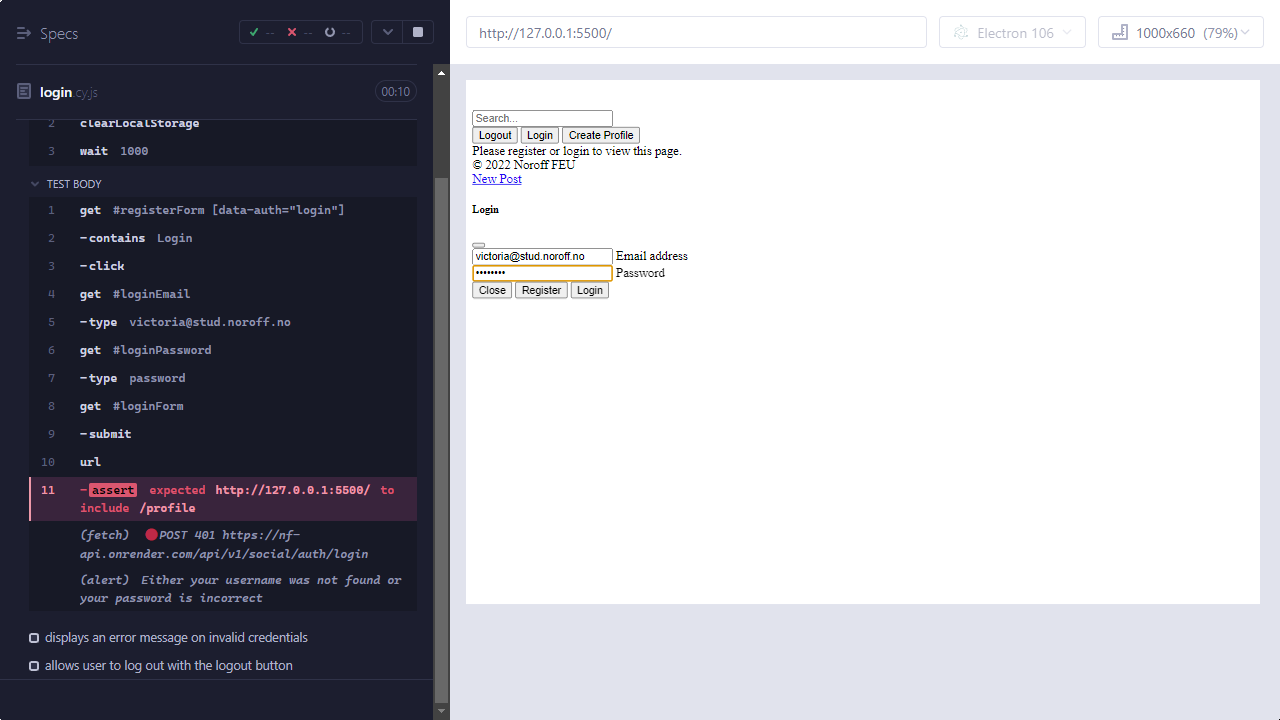 Specs
-- -- --
login.cy.js 00:10
2 clearLocalStorage
3 wait 1000
TEST BODY
1 get #registerForm [data-auth="login"]
2 -contains Login
3 -click
4 get #loginEmail
5 -type victoria@stud.noroff.no
6 get #loginPassword
7 -type password
8 get #loginForm
9 -submit
10 url
11 -assert expected http://127.0.0.1:5500/ to
include /profile
(fetch) POST 401 https://nf-
api.onrender.com/api/v1/social/auth/login
(alert) Either your username was not found or
your password is incorrect
displays an error message on invalid credentials
allows user to log out with the logout button
http://127.0.0.1:5500/
Electron 106
1000x660 (79%)
Search...
Logout Login Create Profile
Please register or login to view this page.
© 2022 Noroff FEU
New Post
Login
victoria@stud.noroff.no Email address
•••••••• Password
Close Register Login